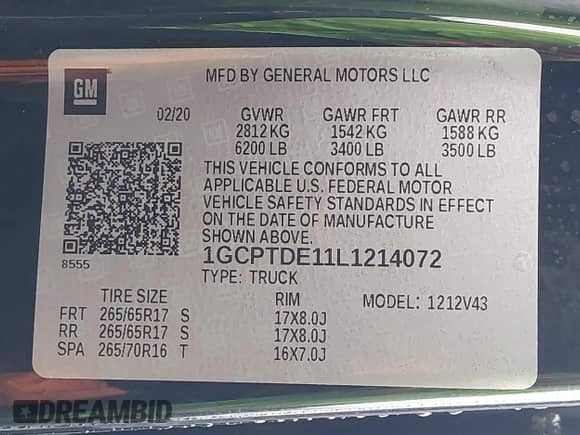 GM
MFD BY GENERAL MOTORS LLC
02/20 GVWR GAWR FRT GAWR RR
2812 KG 1542 KG 1588 KG
6200 LB 3400 LB 3500 LB
THIS VEHICLE CONFORMS TO ALL
APPLICABLE U.S. FEDERAL MOTOR
VEHICLE SAFETY STANDARDS IN EFFECT
ON THE DATE OF MANUFACTURE
SHOWN ABOVE.
8555 1GCPTDE11L1214072
TYPE: TRUCK
TIRE SIZE RIM MODEL: 1212V43
FRT 265/65R17 S 17X8.0J
RR 265/65R17 S 17X8.0J
SPA 265/70R16 T 16X7.0J
DREAMBID